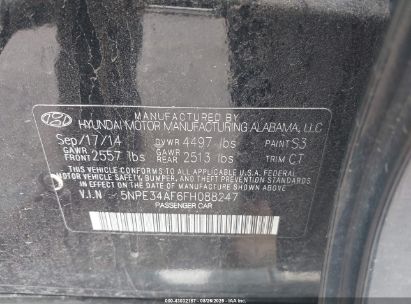 MANUFACTURED BY
HYUNDAI MOTOR MANUFACTURING ALABAMA, LLC
Sep/17/14 GVWR 4497 lbs PAINT S3
GAWR FRONT 2557 lbs GAWR REAR 2513 lbs TRIM CT
THIS VEHICLE CONFORMS TO ALL APPLICABLE U.S.A. FEDERAL
MOTOR VEHICLE SAFETY, BUMPER, AND THEFT PREVENTION
STANDARDS IN EFFECT ON THE DATE OF MANUFACTURE SHOWN ABOVE.
V.I.N 5NPE34AF6FH088247
PASSENGER CAR